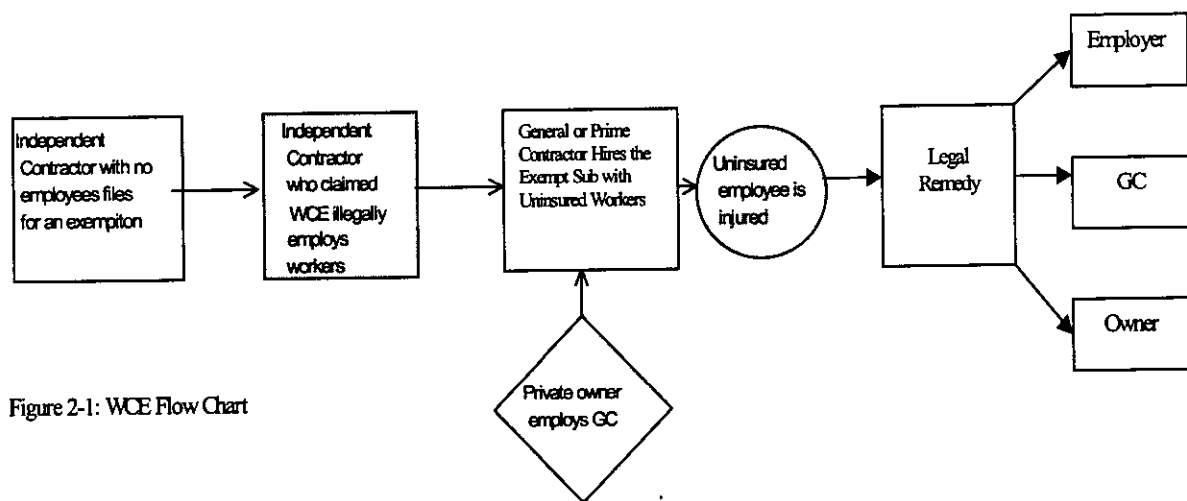 Independent
Contractor with no
employees files
for an exempiton
Independent
Contractor
who claimed
WCE illegally
employs
workers
General or Prime
Contractor Hires the
Exempt Sub with
Uninsured Workers
Uninsured
employee is
injured
Legal
Remedy
Employer
GC
Owner
Private owner
employs GC
Figure 2-1: WCE Flow Chart